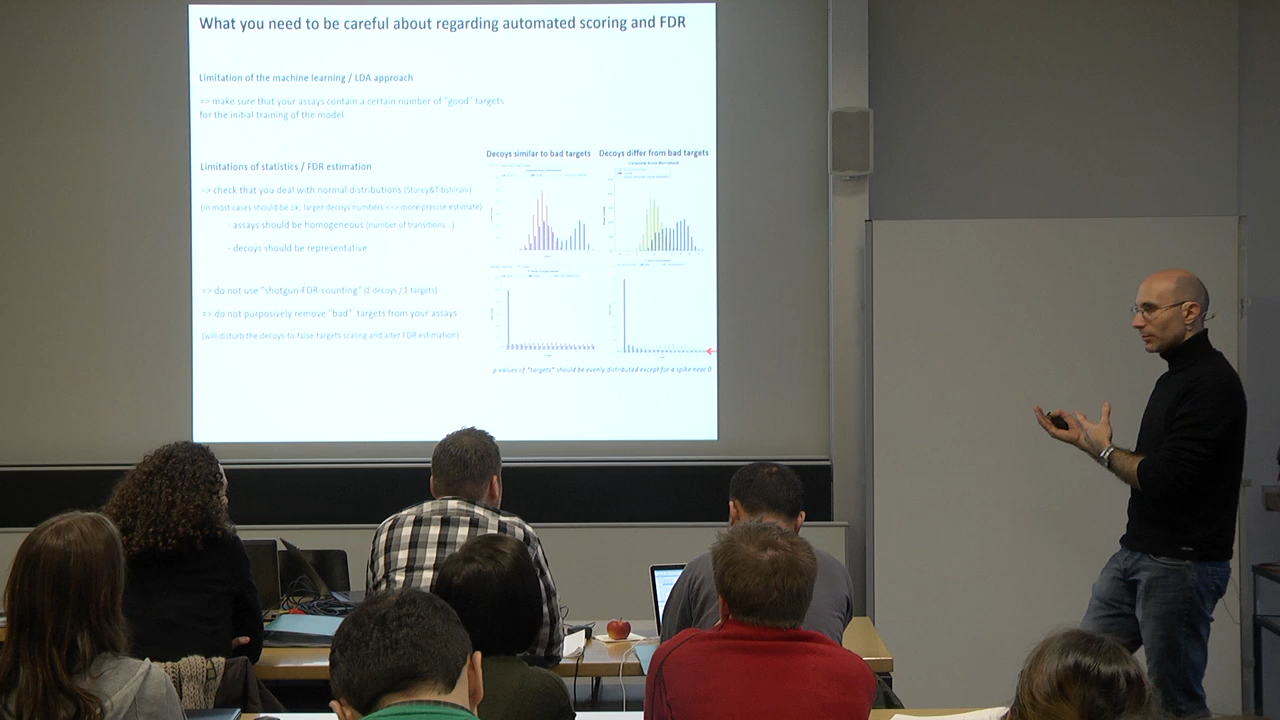 What you need to be careful about regarding automated scoring and FDR
Limitation of the machine learning / LDA approach
=> make sure that your assays contain a certain number of "good" targets
for the initial training of the model
Limitations of statistics / FDR estimation
=> check that you deal with normal distributions (Storey&Tibshirani)
(in most cases should be ok; larger decoys numbers <=> more precise estimate)
- assays should be homogeneous (number of transitions...)
- decoys should be representative
=> do not use "shotgun-FDR-counting" (Σ decoys / Σ targets)
=> do not purposively remove "bad" targets from your assays
(will disturb the decoys to false targets scaling and alter FDR estimation)
Decoys similar to bad targets
Decoys differ from bad targets
p values of "targets" should be evenly distributed except for a spike near 0